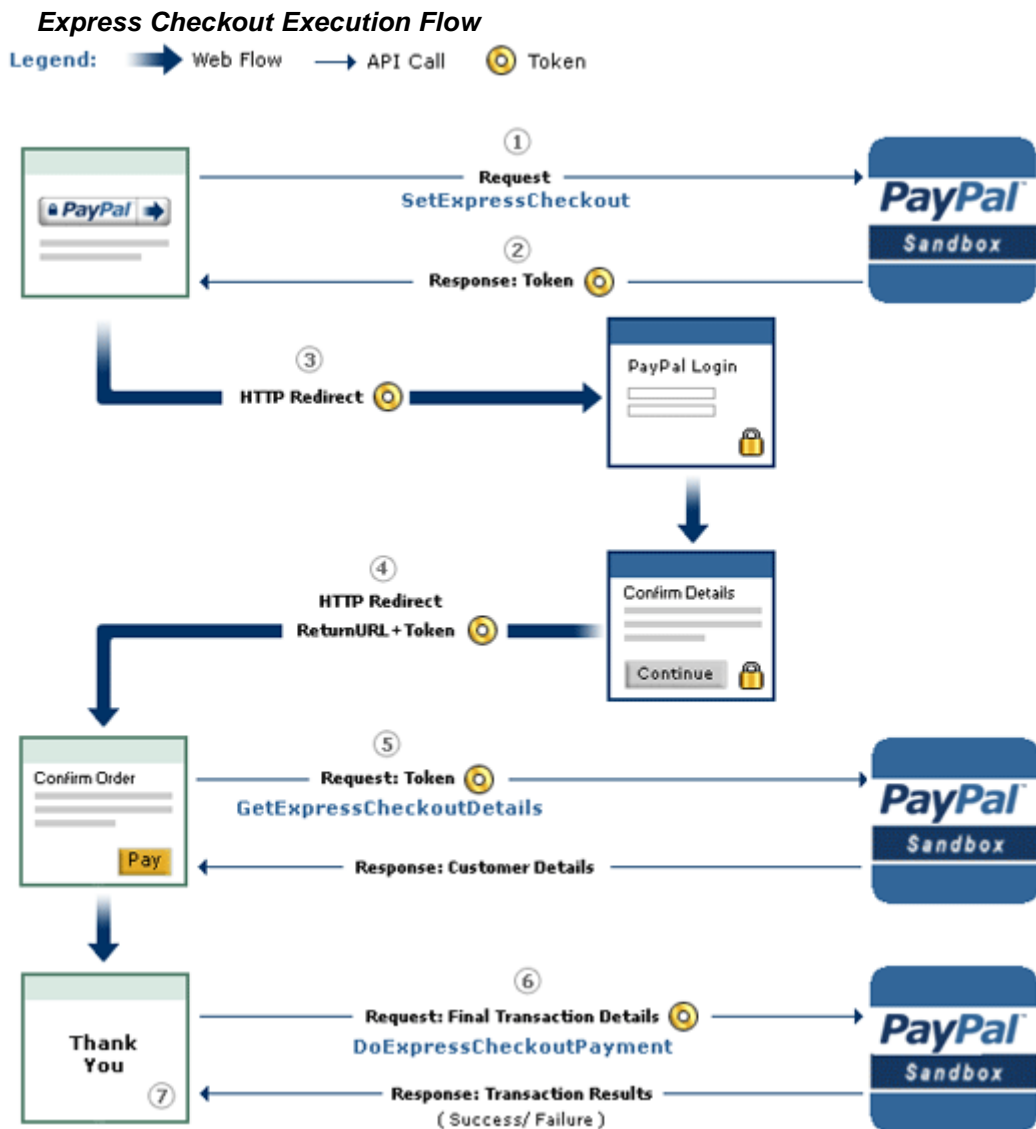 Express Checkout Execution Flow
Legend: Web Flow API Call Token
1
Request
SetExpressCheckout
PayPal
PayPal™
Sandbox
2
Response: Token
3
HTTP Redirect
PayPal Login
4
HTTP Redirect
ReturnURL+Token
Confirm Details
Continue
5
Confirm Order
Request: Token
GetExpressCheckoutDetails
Pay
Response: Customer Details
PayPal™
Sandbox
6
Request: Final Transaction Details
DoExpressCheckoutPayment
Thank
You
7
Response: Transaction Results
( Success/ Failure )
PayPal™
Sandbox